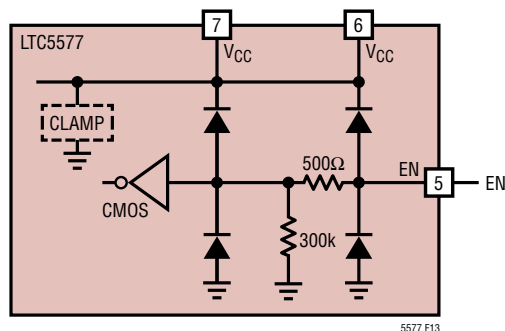 7
6
LTC5577
VCC
VCC
CLAMP
500Ω
EN
5
EN
CMOS
300k
5577 F13